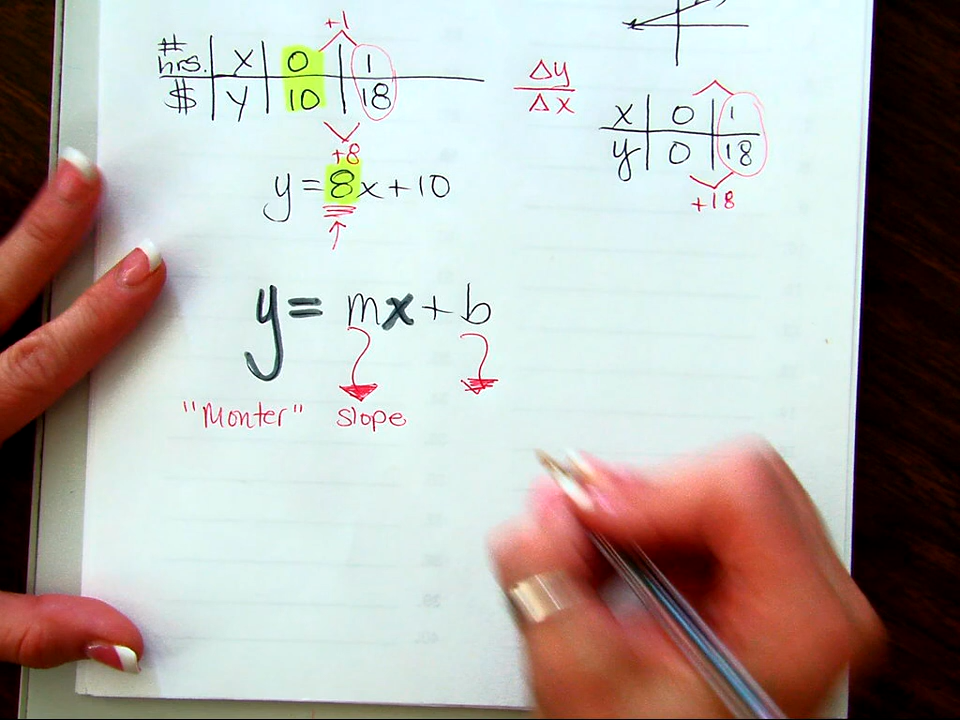 +1
# hrs. X 0 1
$ y 10 18
+8
y = 8x + 10
Δy
Δx
x 0 1
y 0 18
+18
y = mx + b
"Monter" slope